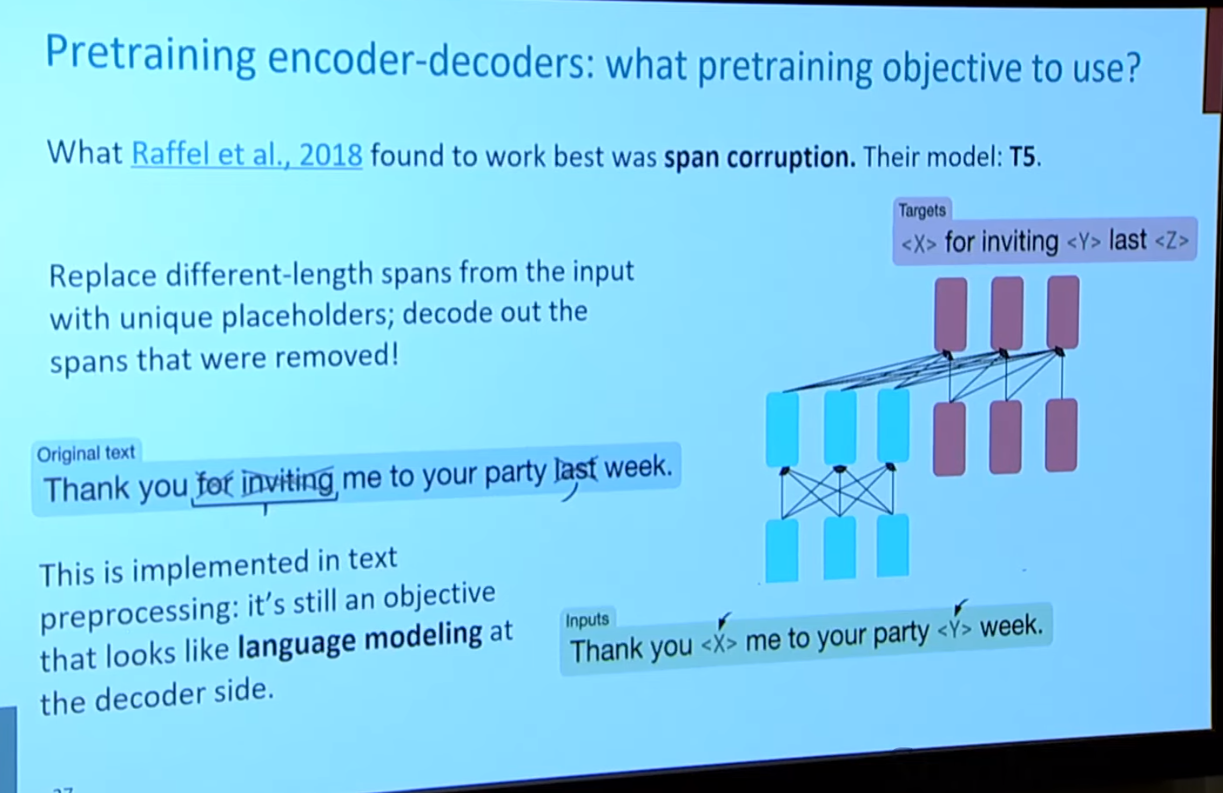 Pretraining encoder-decoders: what pretraining objective to use?
What Raffel et al., 2018 found to work best was span corruption. Their model: T5.
Targets
<X> for inviting <Y> last <Z>
Replace different-length spans from the input
with unique placeholders; decode out the
spans that were removed!
Original text
Thank you for inviting me to your party last week.
This is implemented in text
preprocessing: it's still an objective
that looks like language modeling at
the decoder side.
Inputs
Thank you <X> me to your party <Y> week.